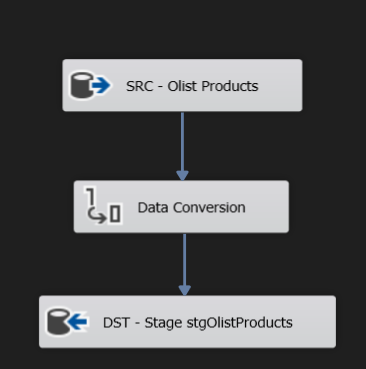 SRC - Olist Products
Data Conversion
DST - Stage stgOlistProducts